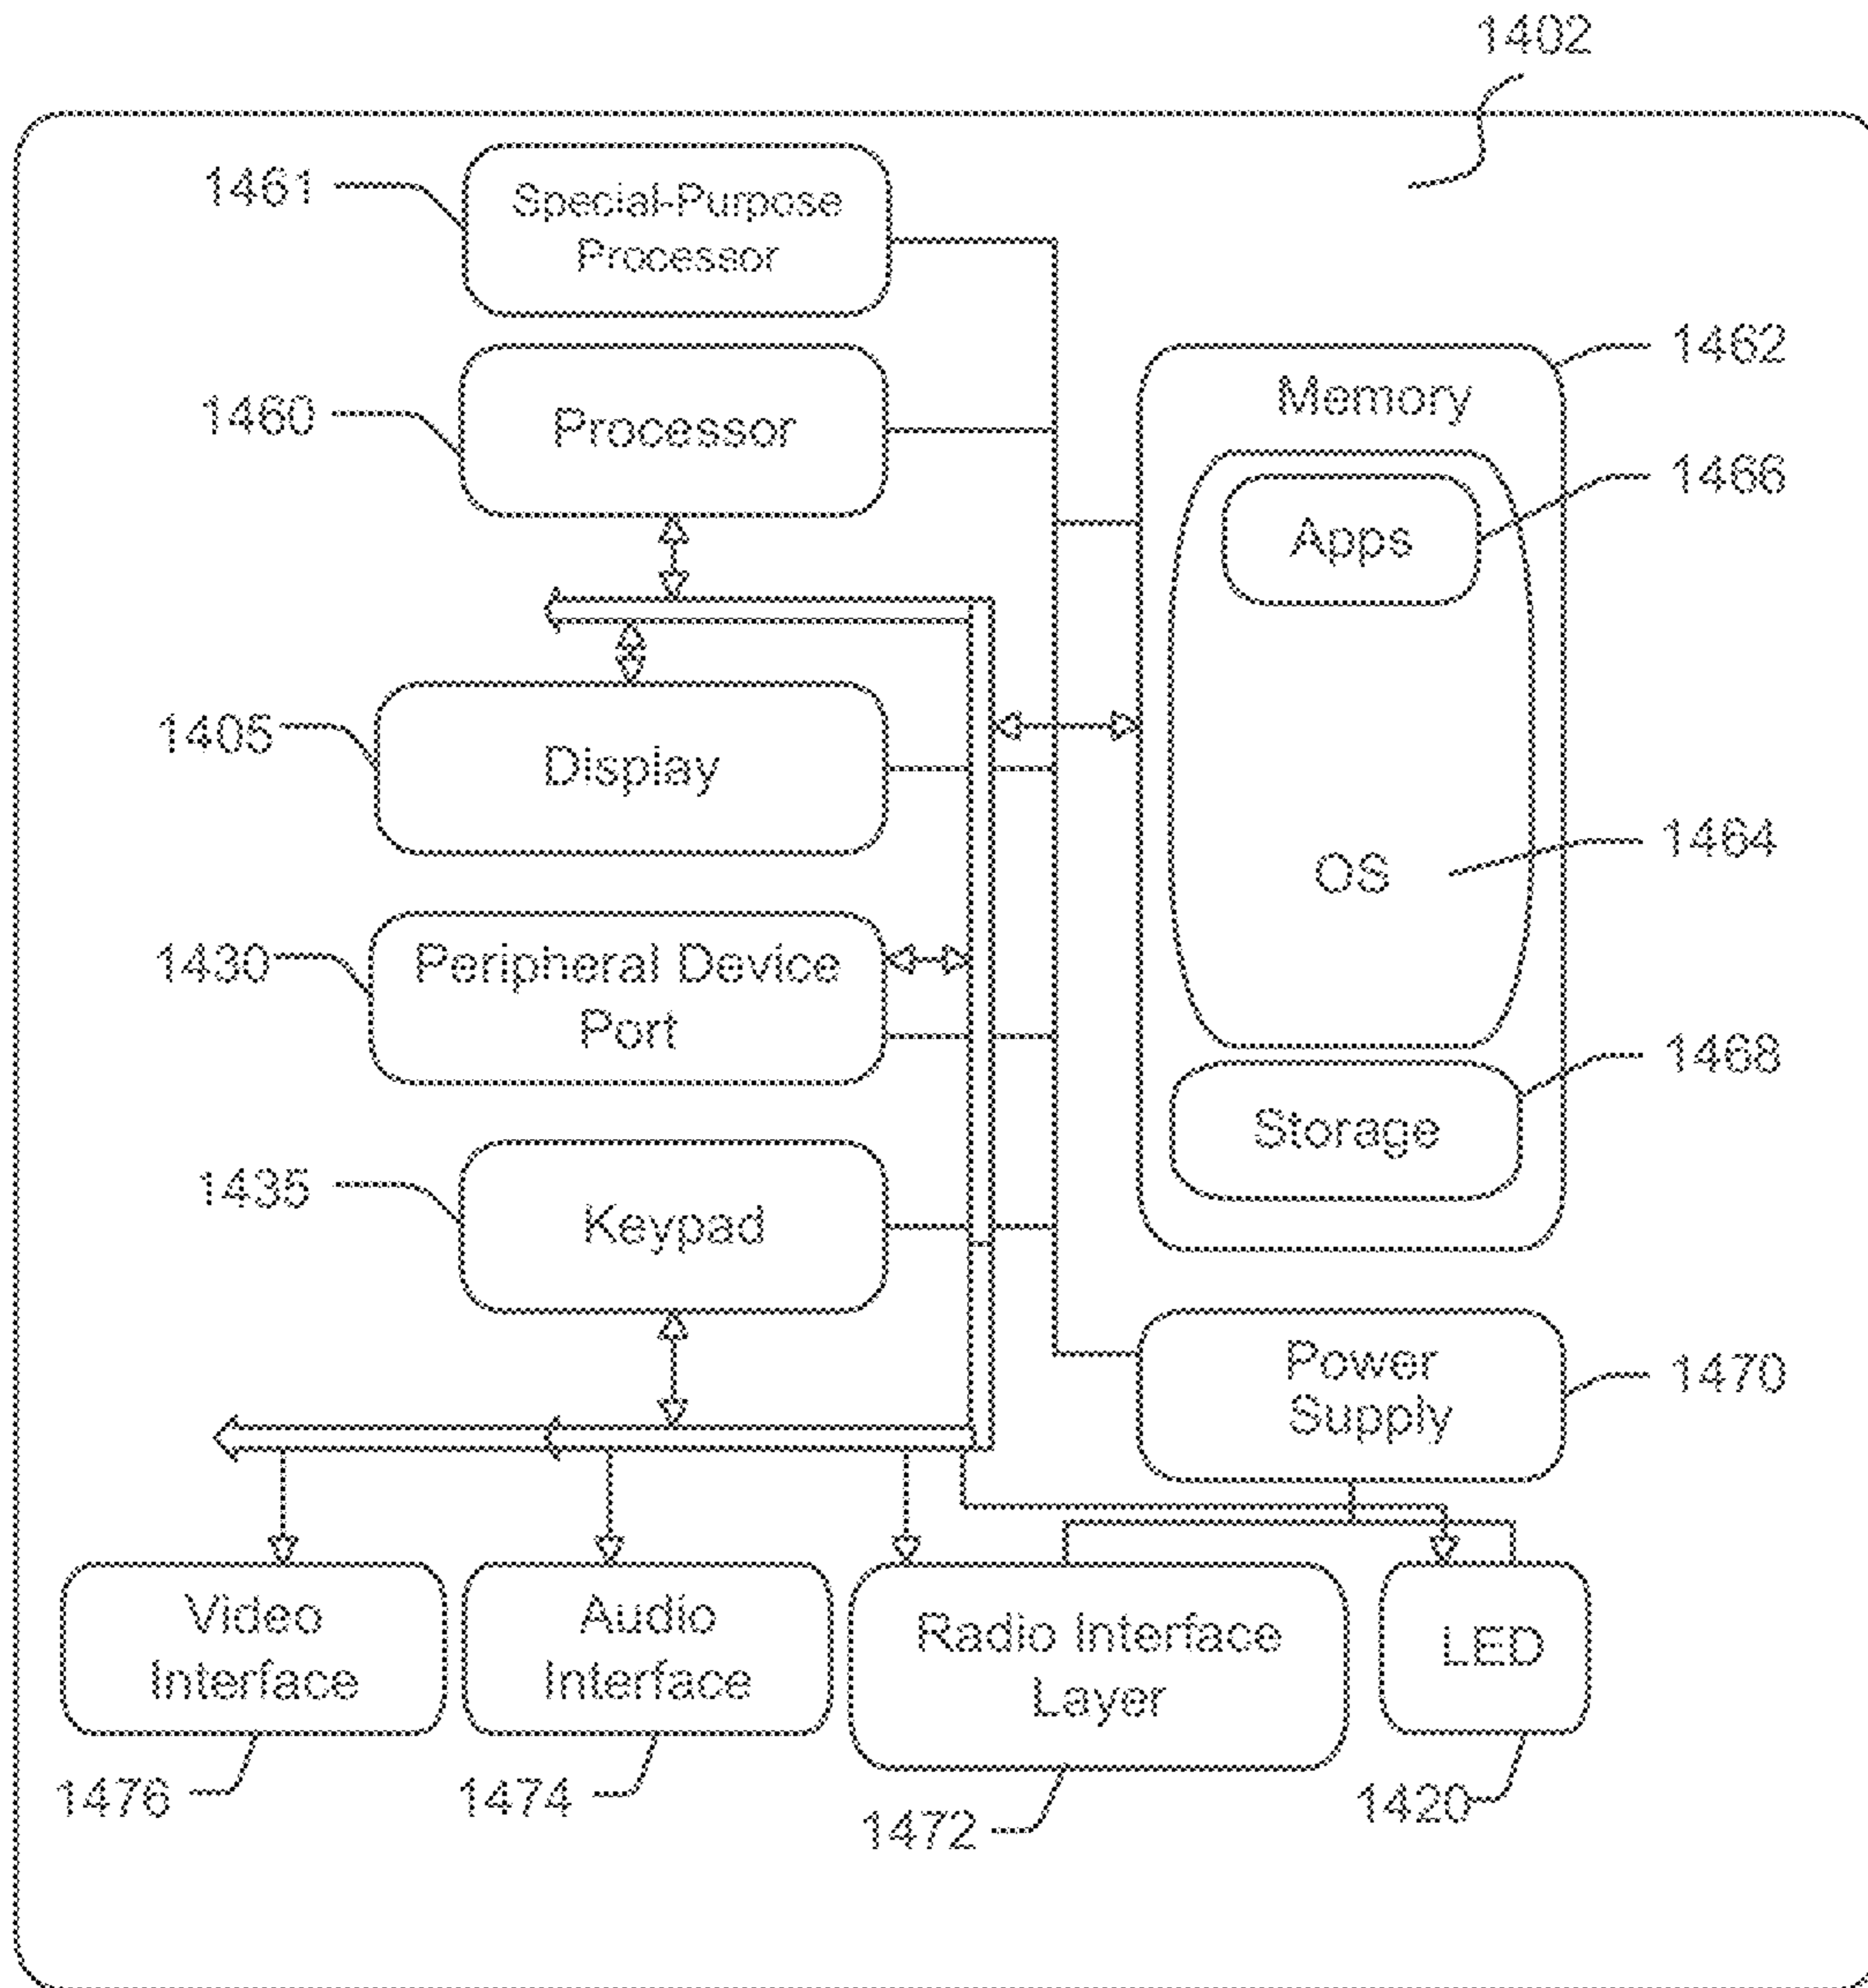 1402
1461
Special-Purpose
Processor
1462
Memory
1460
Processor
1466
Apps
1405
Display
1464
OS
1430
Peripheral Device
Port
1468
Storage
1435
Keypad
Power
Supply
1470
Video
Interface
Audio
Interface
Radio Interface
Layer
LED
1476
1474
1472
1420